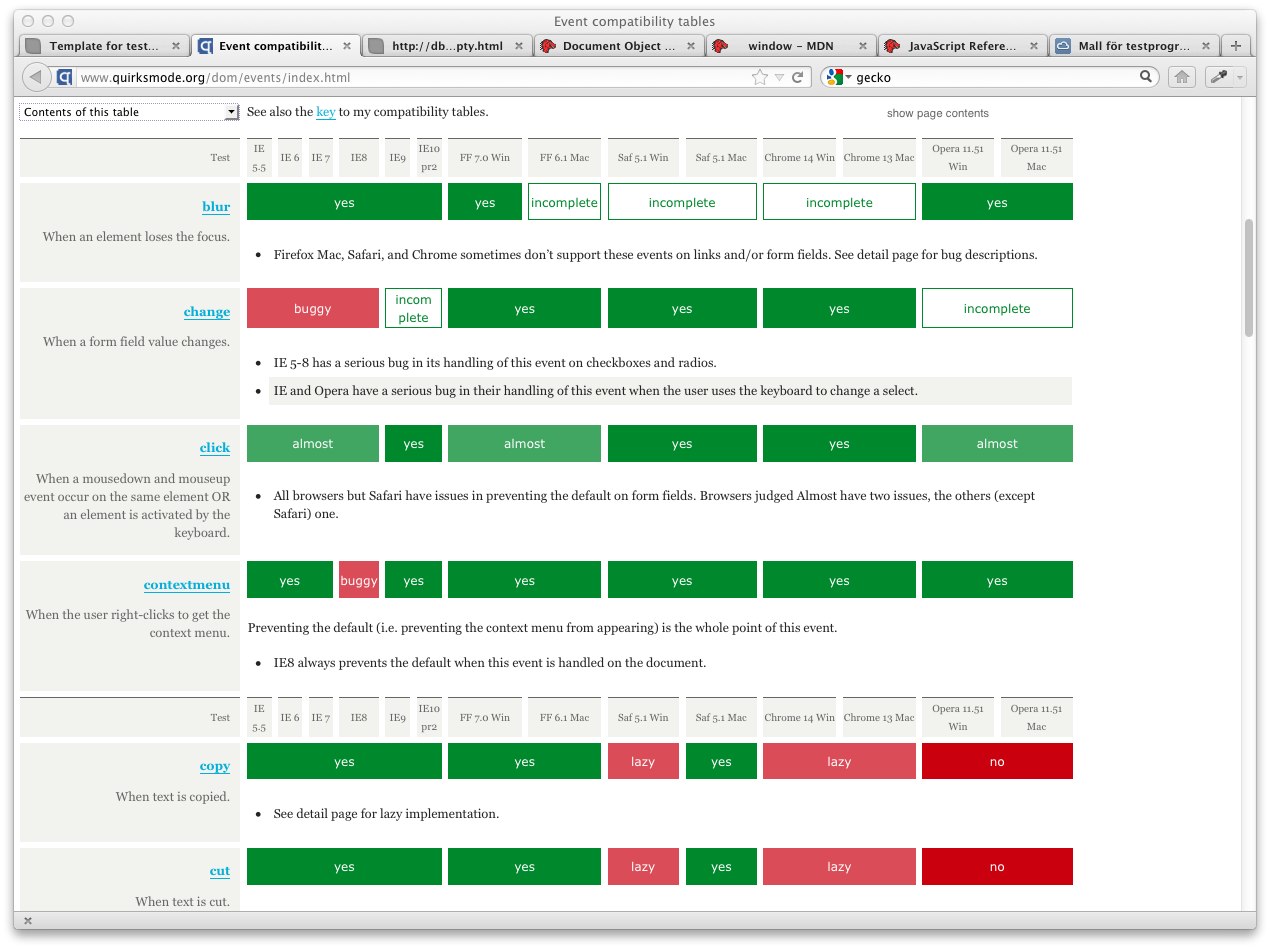 Event compatibility tables
Template for test...
Event compatibilit...
http://db...pty.html
Document Object ...
window – MDN
JavaScript Refere...
Mall för testprogr...
www.quirksmode.org/dom/events/index.html
gecko
Contents of this table
See also the key to my compatibility tables.
show page contents
Test IE 5.5 IE 6 IE 7 IE8 IE9 IE10 pr2 FF 7.0 Win FF 6.1 Mac Saf 5.1 Win Saf 5.1 Mac Chrome 14 Win Chrome 13 Mac Opera 11.51 Win Opera 11.51 Mac
blur yes yes incomplete incomplete incomplete yes
When an element loses the focus.
• Firefox Mac, Safari, and Chrome sometimes don't support these events on links and/or form fields. See detail page for bug descriptions.
change buggy incom plete yes yes yes incomplete
When a form field value changes.
• IE 5-8 has a serious bug in its handling of this event on checkboxes and radios.
• IE and Opera have a serious bug in their handling of this event when the user uses the keyboard to change a select.
click almost yes almost yes yes almost
When a mousedown and mouseup
event occur on the same element OR
an element is activated by the
keyboard.
• All browsers but Safari have issues in preventing the default on form fields. Browsers judged Almost have two issues, the others (except
Safari) one.
contextmenu yes buggy yes yes yes yes yes
When the user right-clicks to get the
context menu.
Preventing the default (i.e. preventing the context menu from appearing) is the whole point of this event.
• IE8 always prevents the default when this event is handled on the document.
Test IE 5.5 IE 6 IE 7 IE8 IE9 IE10 pr2 FF 7.0 Win FF 6.1 Mac Saf 5.1 Win Saf 5.1 Mac Chrome 14 Win Chrome 13 Mac Opera 11.51 Win Opera 11.51 Mac
copy yes yes lazy yes lazy no
When text is copied.
• See detail page for lazy implementation.
cut yes yes lazy yes lazy no
When text is cut.